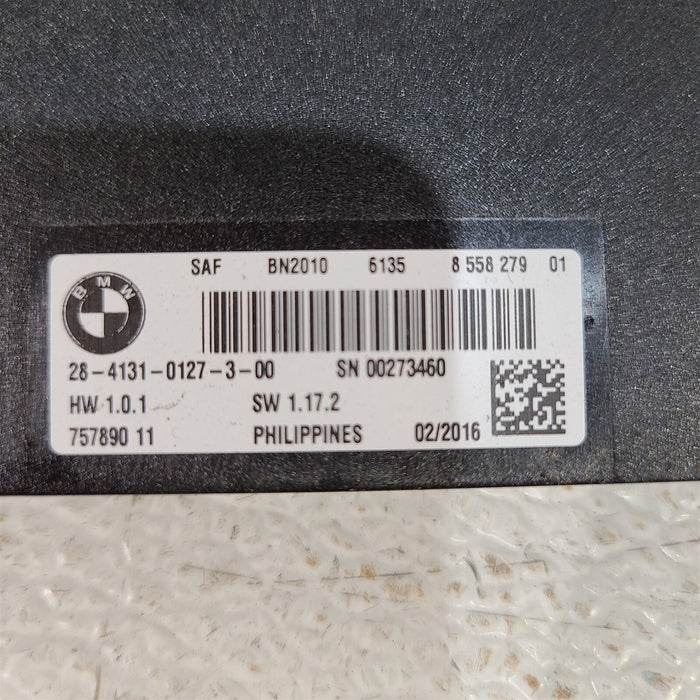 SAF BN2010 6135 8 558 279 01
BMW
28-4131-0127-3-00 SN 00273460
HW 1.0.1 SW 1.17.2
757890 11 PHILIPPINES 02/2016